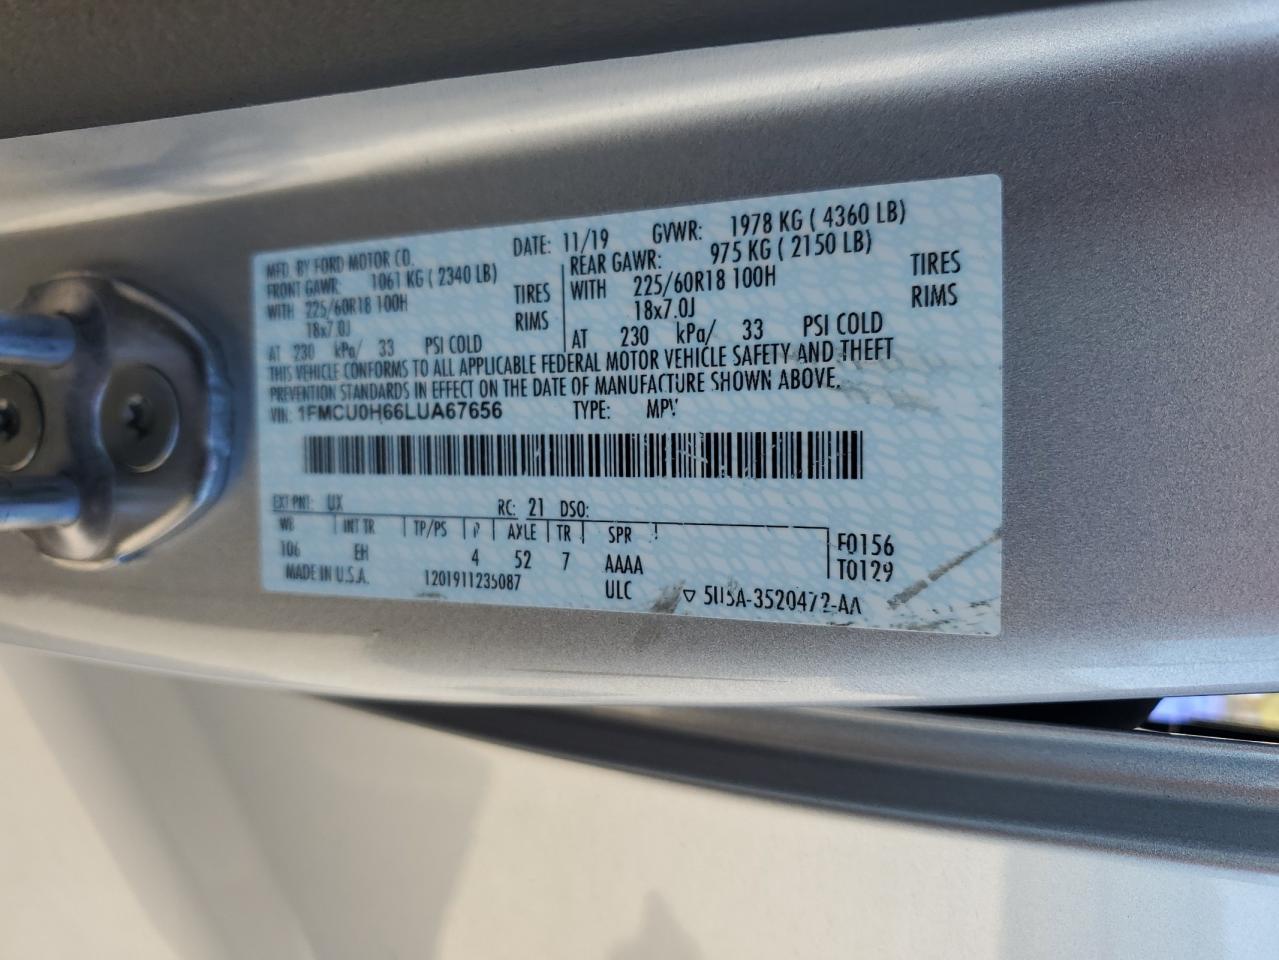 MFD. BY FORD MOTOR CO. DATE: 11/19 GVWR: 1978 KG ( 4360 LB)
FRONT GAWR: 1061 KG ( 2340 LB) REAR GAWR: 975 KG ( 2150 LB)
WITH 225/60R18 100H TIRES WITH 225/60R18 100H TIRES
18x7.0J RIMS 18x7.0J RIMS
AT 230 kPa/ 33 PSI COLD AT 230 kPa/ 33 PSI COLD
THIS VEHICLE CONFORMS TO ALL APPLICABLE FEDERAL MOTOR VEHICLE SAFETY AND THEFT
PREVENTION STANDARDS IN EFFECT ON THE DATE OF MANUFACTURE SHOWN ABOVE.
VIN: 1FMCU0H66LUA67656 TYPE: MPV
EXT PNT: UX RC: 21 DSO:
WB INT TR TP/PS R AXLE TR SPR F0156
106 EH 4 52 7 AAAA T0129
MADE IN U.S.A. 1201911235087 ULC ▽ 5U5A-3520472-AA